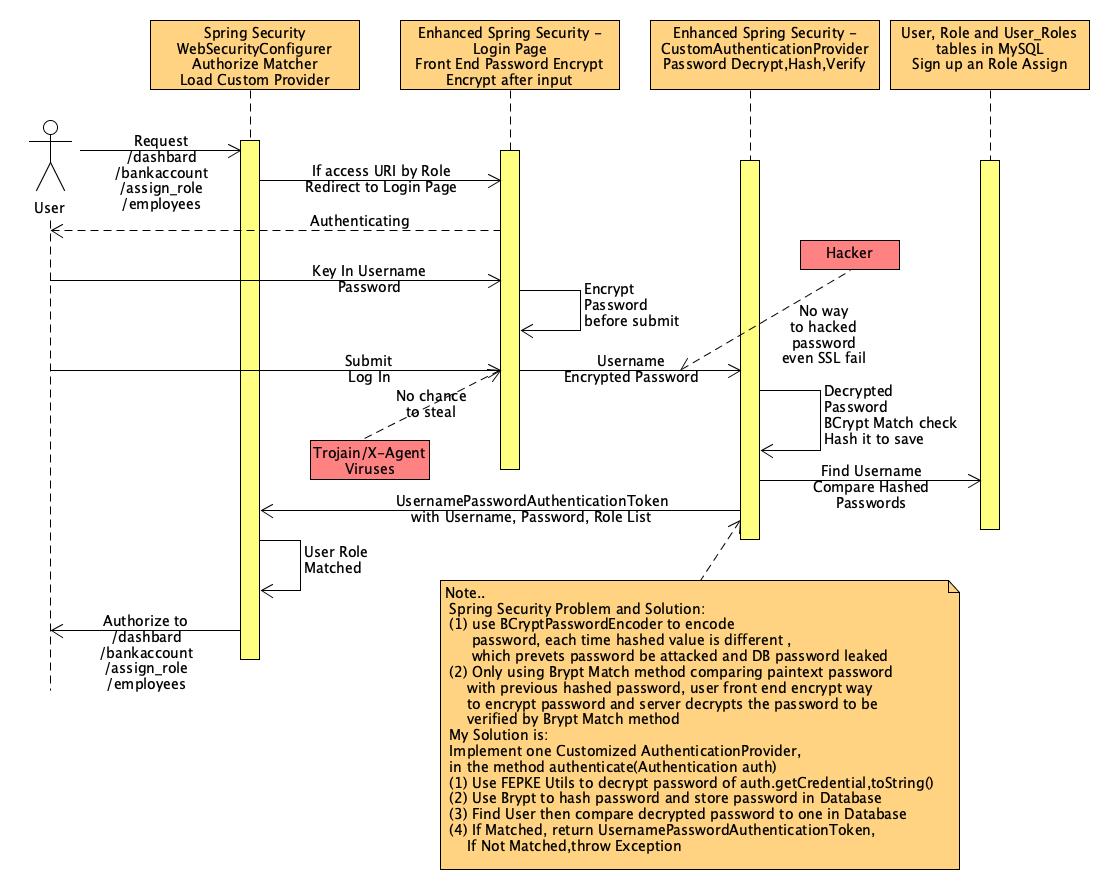 Spring Security
WebSecurityConfigurer
Authorize Matcher
Load Custom Provider
Enhanced Spring Security –
Login Page
Front End Password Encrypt
Encrypt after input
Enhanced Spring Security –
CustomAuthenticationProvider
Password Decrypt,Hash,Verify
User, Role and User_Roles
tables in MySQL
Sign up an Role Assign
User
Request
/dashbard
/bankaccount
/assign_role
/employees
If access URI by Role
Redirect to Login Page
Authenticating
Key In Username
Password
Encrypt
Password
before submit
Hacker
No way
to hacked
password
even SSL fail
Submit
Log In
Username
Encrypted Password
No chance
to steal
Trojain/X-Agent
Viruses
Decrypted
Password
BCrypt Match check
Hash it to save
Find Username
Compare Hashed
Passwords
UsernamePasswordAuthenticationToken
with Username, Password, Role List
User Role
Matched
Authorize to
/dashbard
/bankaccount
/assign_role
/employees
Note..
Spring Security Problem and Solution:
(1) use BCryptPasswordEncoder to encode
password, each time hashed value is different ,
which prevets password be attacked and DB password leaked
(2) Only using Brypt Match method comparing paintext password
with previous hashed password, user front end encrypt way
to encrypt password and server decrypts the password to be
verified by Brypt Match method
My Solution is:
Implement one Customized AuthenticationProvider,
in the method authenticate(Authentication auth)
(1) Use FEPKE Utils to decrypt password of auth.getCredential,toString()
(2) Use Brypt to hash password and store password in Database
(3) Find User then compare decrypted password to one in Database
(4) If Matched, return UsernamePasswordAuthenticationToken,
If Not Matched,throw Exception